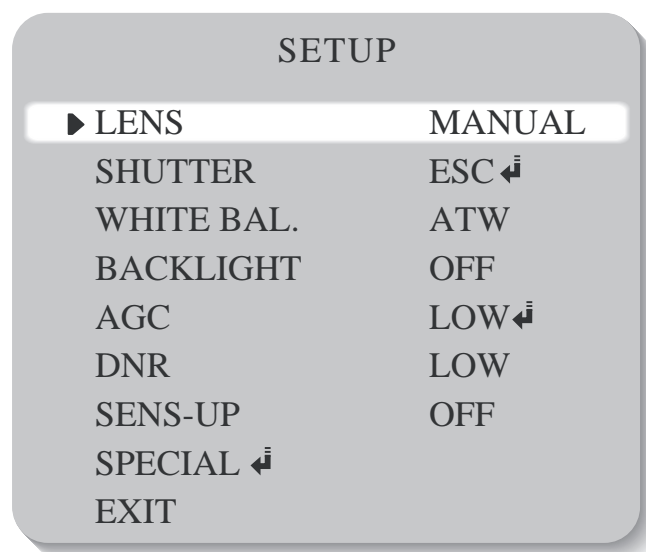 SETUP
LENS MANUAL
SHUTTER ESC
WHITE BAL. ATW
BACKLIGHT OFF
AGC LOW
DNR LOW
SENS-UP OFF
SPECIAL
EXIT